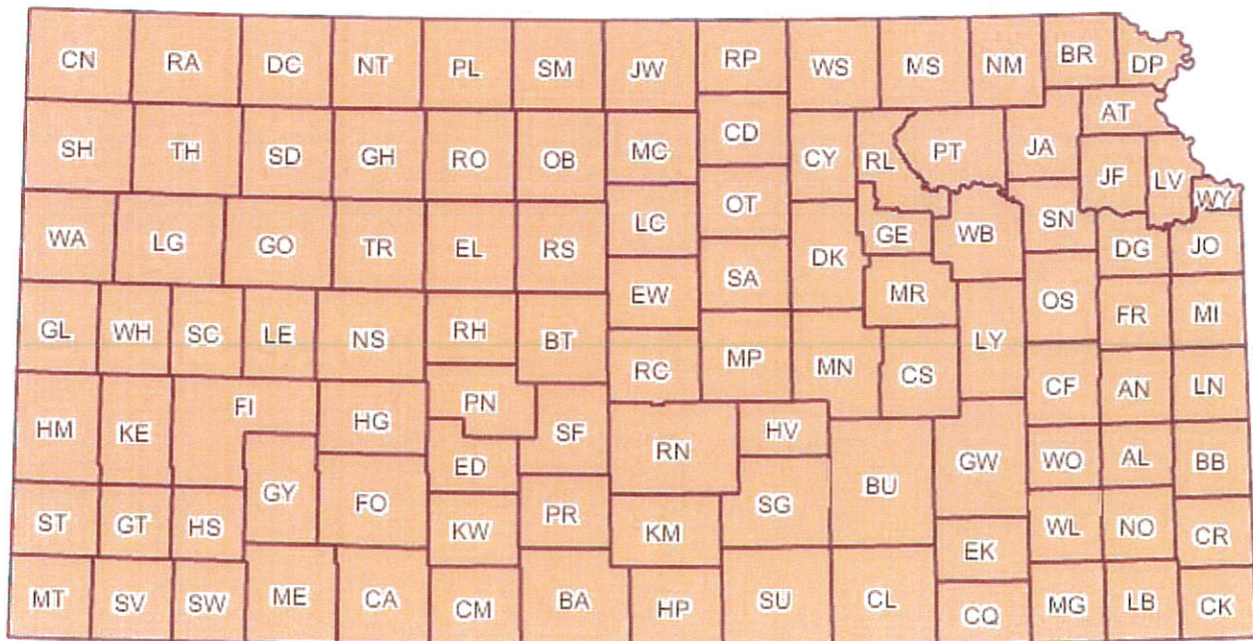 CN RA DC NT PL SM JW RP WS MS NM BR DP
AT
SH TH SD GH RO OB MC CD CY RL PT JA JF LV WY
WA LG GO TR EL RS LC OT DK GE WB SN DG JO
GL WH SC LE NS RH BT EW SA MR LY OS FR MI
HM KE FI HG PN SF RC MP MN CS CF AN LN
ED RN HV BU GW WO AL BB
ST GT HS GY FO KW PR KM SG EK WL NO CR
MT SV SW ME CA CM BA HP SU CL CQ MG LB CK